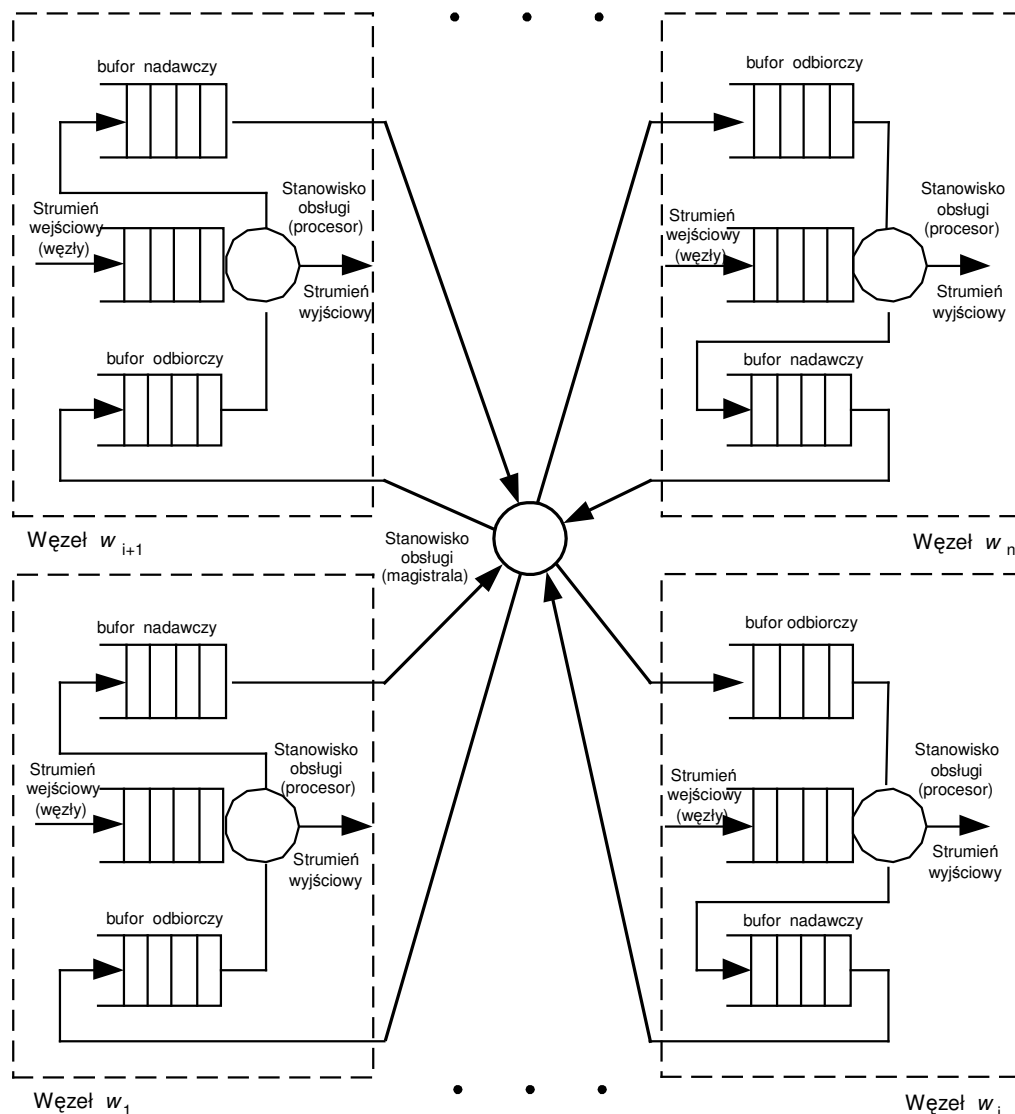 bufor nadawczy
Stanowisko
obsługi
(procesor)
Strumień
wejściowy
(węzły)
Strumień
wyjściowy
bufor odbiorczy
Węzeł w i+1
bufor odbiorczy
Stanowisko
obsługi
(procesor)
Strumień
wejściowy
(węzły)
Strumień
wyjściowy
bufor nadawczy
Węzeł w n
Stanowisko
obsługi
(magistrala)
bufor nadawczy
Stanowisko
obsługi
(procesor)
Strumień
wejściowy
(węzły)
Strumień
wyjściowy
bufor odbiorczy
Węzeł w 1
bufor odbiorczy
Stanowisko
obsługi
(procesor)
Strumień
wejściowy
(węzły)
Strumień
wyjściowy
bufor nadawczy
Węzeł w i